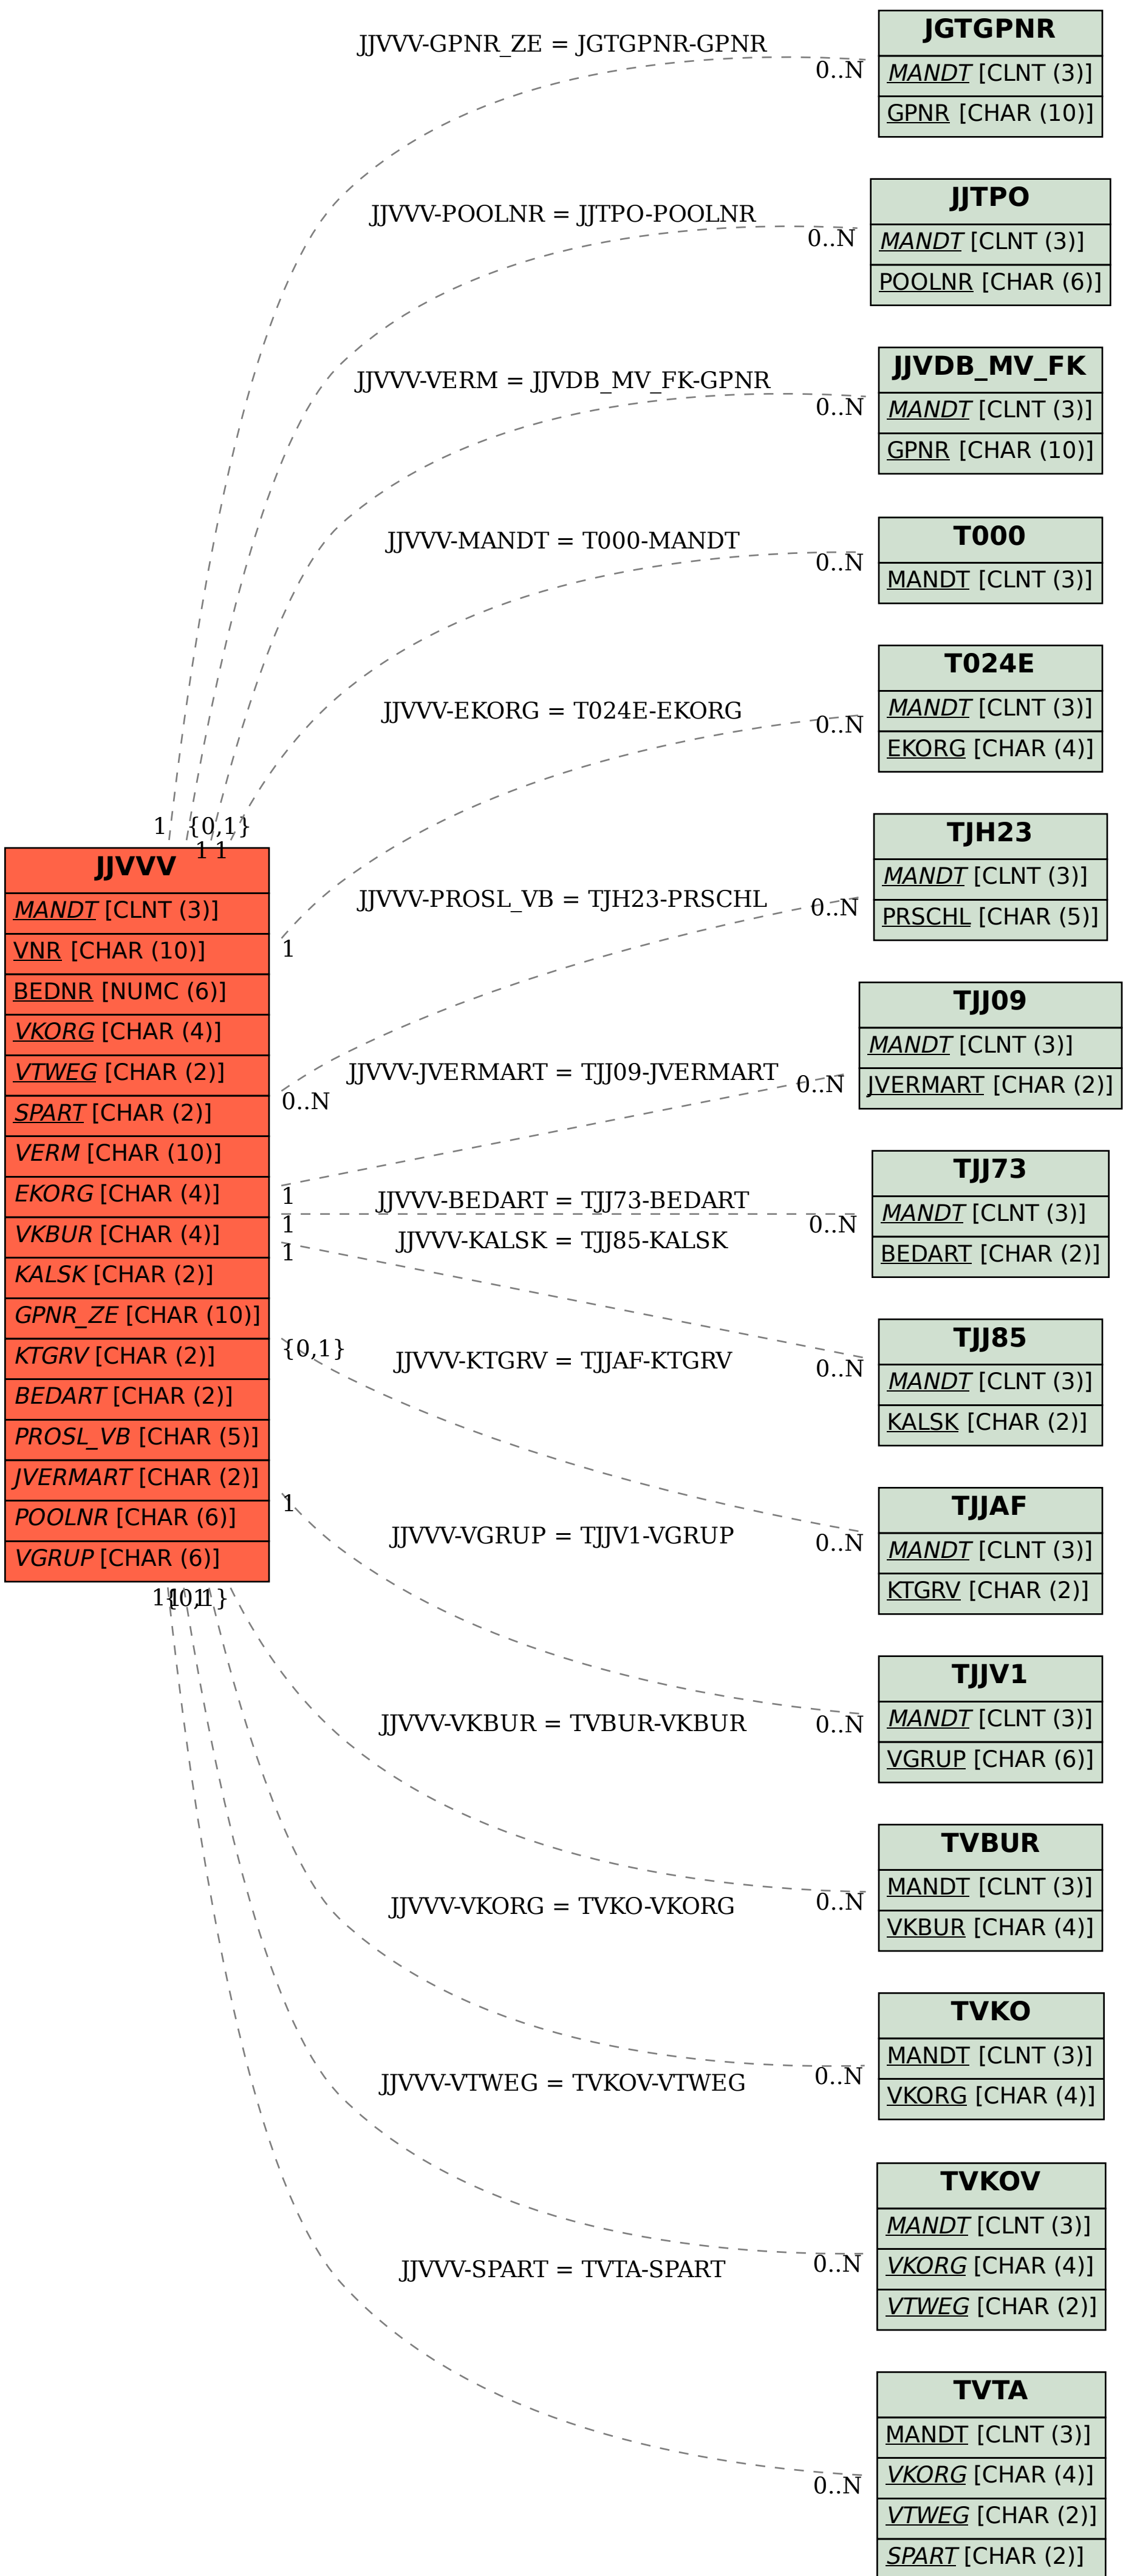 JJVVV-GPNR_ZE = JGTGPNR-GPNR
0..N
JGTGPNR
MANDT [CLNT (3)]
GPNR [CHAR (10)]
JJVVV-POOLNR = JJTPO-POOLNR
0..N
JJTPO
MANDT [CLNT (3)]
POOLNR [CHAR (6)]
JJVVV-VERM = JJVDB_MV_FK-GPNR
0..N
JJVDB_MV_FK
MANDT [CLNT (3)]
GPNR [CHAR (10)]
JJVVV-MANDT = T000-MANDT
0..N
T000
MANDT [CLNT (3)]
JJVVV-EKORG = T024E-EKORG
0..N
T024E
MANDT [CLNT (3)]
EKORG [CHAR (4)]
1
{0,1}
1
1
JJVVV
MANDT [CLNT (3)]
VNR [CHAR (10)]
BEDNR [NUMC (6)]
VKORG [CHAR (4)]
VTWEG [CHAR (2)]
SPART [CHAR (2)]
VERM [CHAR (10)]
EKORG [CHAR (4)]
VKBUR [CHAR (4)]
KALSK [CHAR (2)]
GPNR_ZE [CHAR (10)]
KTGRV [CHAR (2)]
BEDART [CHAR (2)]
PROSL_VB [CHAR (5)]
JVERMART [CHAR (2)]
POOLNR [CHAR (6)]
VGRUP [CHAR (6)]
1
JJVVV-PROSL_VB = TJH23-PRSCHL
0..N
TJH23
MANDT [CLNT (3)]
PRSCHL [CHAR (5)]
0..N
JJVVV-JVERMART = TJJ09-JVERMART
0..N
TJJ09
MANDT [CLNT (3)]
JVERMART [CHAR (2)]
1
JJVVV-BEDART = TJJ73-BEDART
1
0..N
TJJ73
MANDT [CLNT (3)]
BEDART [CHAR (2)]
JJVVV-KALSK = TJJ85-KALSK
1
0..N
TJJ85
MANDT [CLNT (3)]
KALSK [CHAR (2)]
{0,1}
JJVVV-KTGRV = TJJAF-KTGRV
0..N
TJJAF
MANDT [CLNT (3)]
KTGRV [CHAR (2)]
1
JJVVV-VGRUP = TJJV1-VGRUP
0..N
TJJV1
MANDT [CLNT (3)]
VGRUP [CHAR (6)]
1
1
{0,1}
1
JJVVV-VKBUR = TVBUR-VKBUR
0..N
TVBUR
MANDT [CLNT (3)]
VKBUR [CHAR (4)]
JJVVV-VKORG = TVKO-VKORG
0..N
TVKO
MANDT [CLNT (3)]
VKORG [CHAR (4)]
JJVVV-VTWEG = TVKOV-VTWEG
0..N
TVKOV
MANDT [CLNT (3)]
VKORG [CHAR (4)]
VTWEG [CHAR (2)]
JJVVV-SPART = TVTA-SPART
0..N
TVTA
MANDT [CLNT (3)]
VKORG [CHAR (4)]
VTWEG [CHAR (2)]
SPART [CHAR (2)]